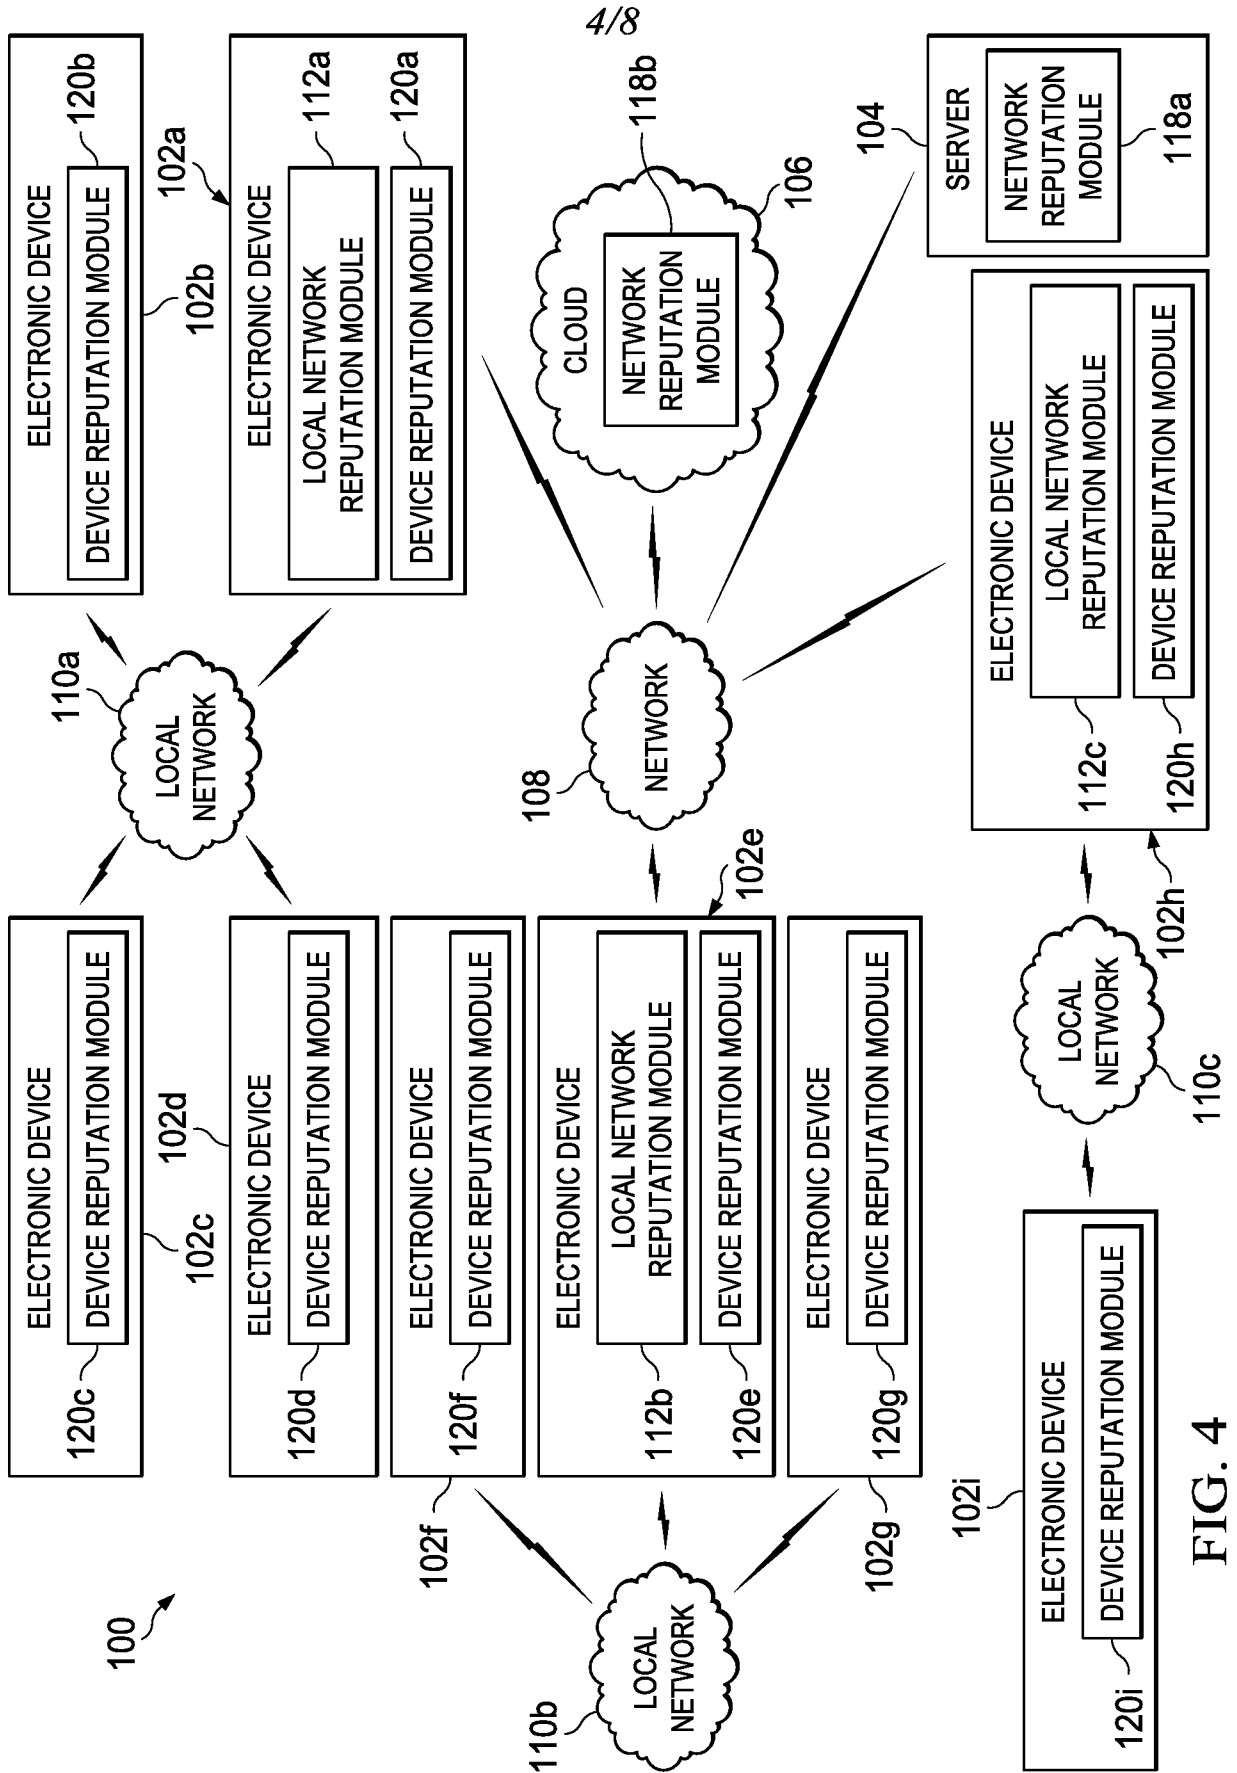 4/8
100
ELECTRONIC DEVICE
DEVICE REPUTATION MODULE
120c
102c
ELECTRONIC DEVICE
DEVICE REPUTATION MODULE
120b
102b
110a
LOCAL
NETWORK
102d
ELECTRONIC DEVICE
DEVICE REPUTATION MODULE
120d
102a
ELECTRONIC DEVICE
LOCAL NETWORK
REPUTATION MODULE
112a
DEVICE REPUTATION MODULE
120a
ELECTRONIC DEVICE
DEVICE REPUTATION MODULE
120f
102f
110b
LOCAL
NETWORK
ELECTRONIC DEVICE
LOCAL NETWORK
REPUTATION MODULE
112b
DEVICE REPUTATION MODULE
120e
102e
108
NETWORK
CLOUD
NETWORK
REPUTATION
MODULE
118b
106
ELECTRONIC DEVICE
DEVICE REPUTATION MODULE
120g
102g
104
SERVER
NETWORK
REPUTATION
MODULE
118a
102i
ELECTRONIC DEVICE
DEVICE REPUTATION MODULE
120i
LOCAL
NETWORK
110c
ELECTRONIC DEVICE
LOCAL NETWORK
REPUTATION MODULE
112c
DEVICE REPUTATION MODULE
120h
102h
FIG. 4